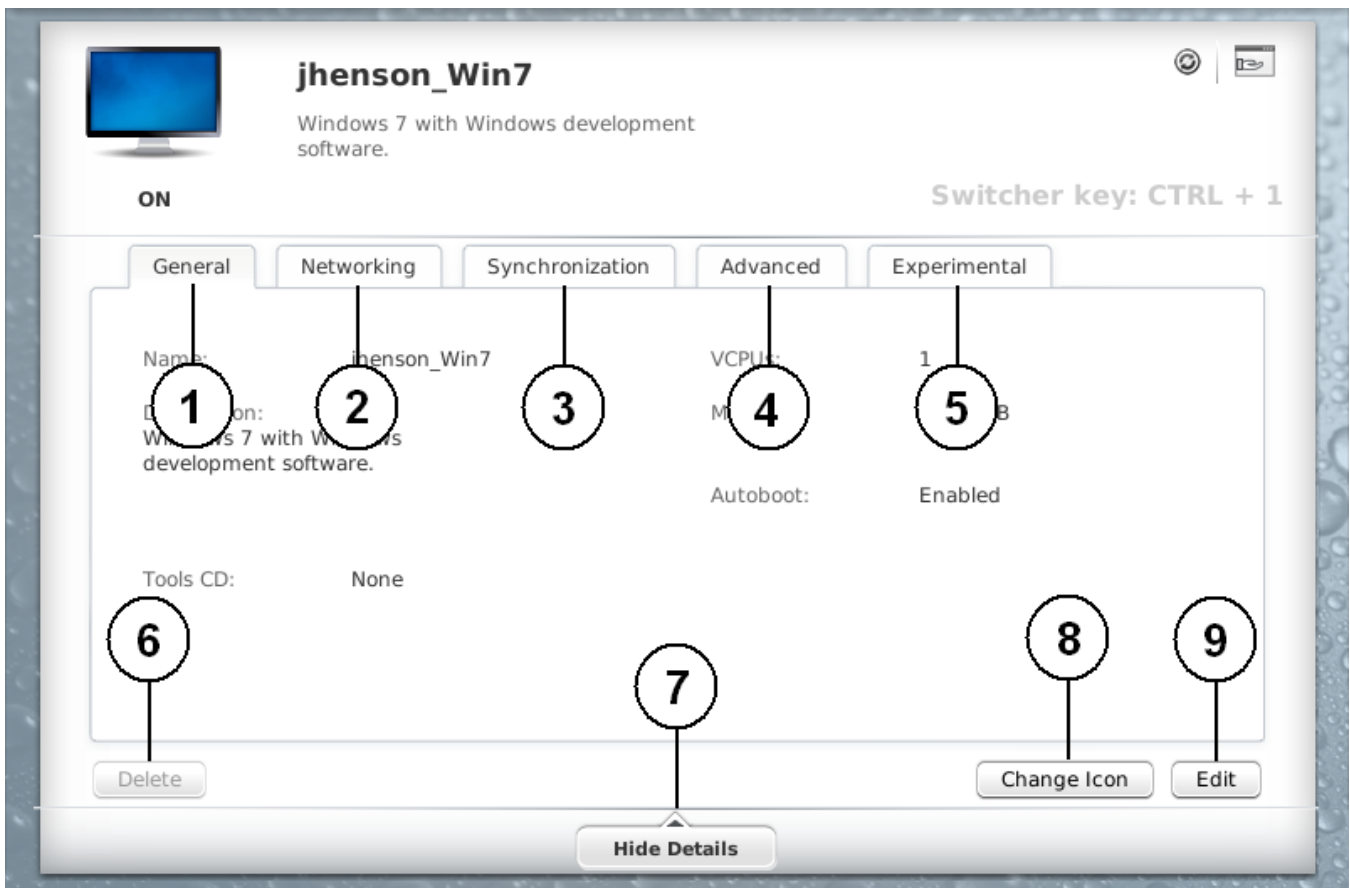 jhenson_Win7
Windows 7 with Windows development
software.
ON
Switcher key: CTRL + 1
General
Networking
Synchronization
Advanced
Experimental
1
2
3
4
5
Name:
jhenson_Win7
VCPUs:
1
B
7 with
development software.
Autoboot:
Enabled
Tools CD:
None
6
7
8
9
Delete
Change Icon
Edit
Hide Details